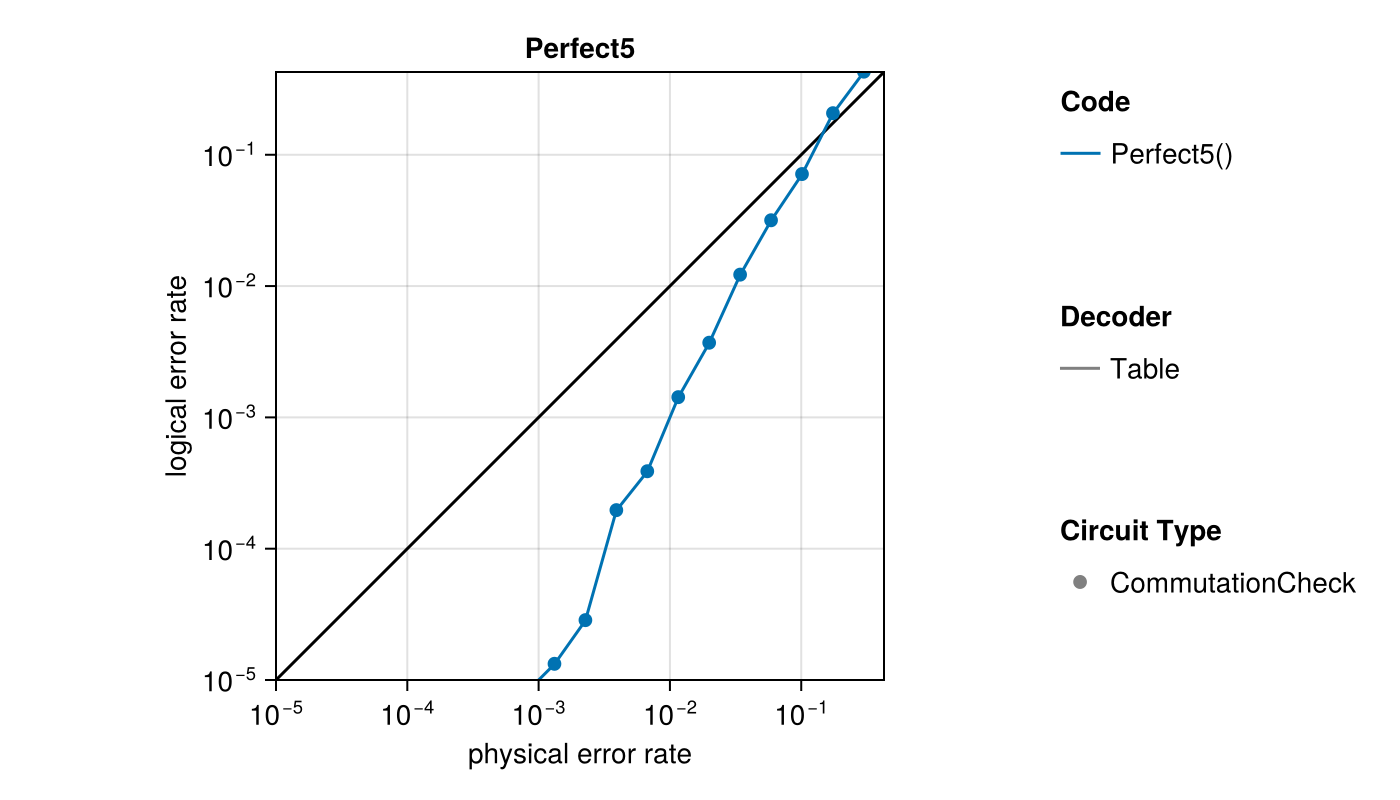 Perfect5
10⁻¹
10⁻²
10⁻³
10⁻⁴
10⁻⁵
logical error rate
10⁻⁵ 10⁻⁴ 10⁻³ 10⁻² 10⁻¹
physical error rate
Code
Perfect5()
Decoder
Table
Circuit Type
CommutationCheck